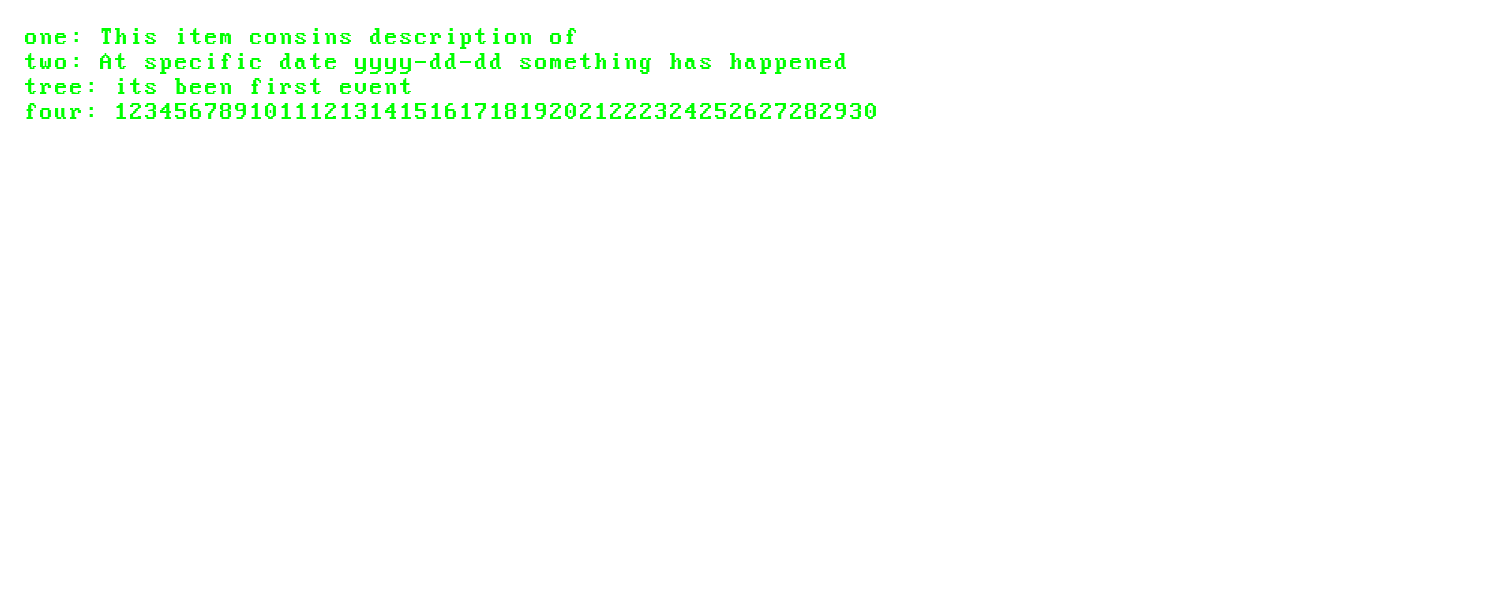 one: This item consins description of
two: At specific date yyyy-dd-dd something has happened
tree: its been first event
four: 123456789101112131415161718192021222324252627282930